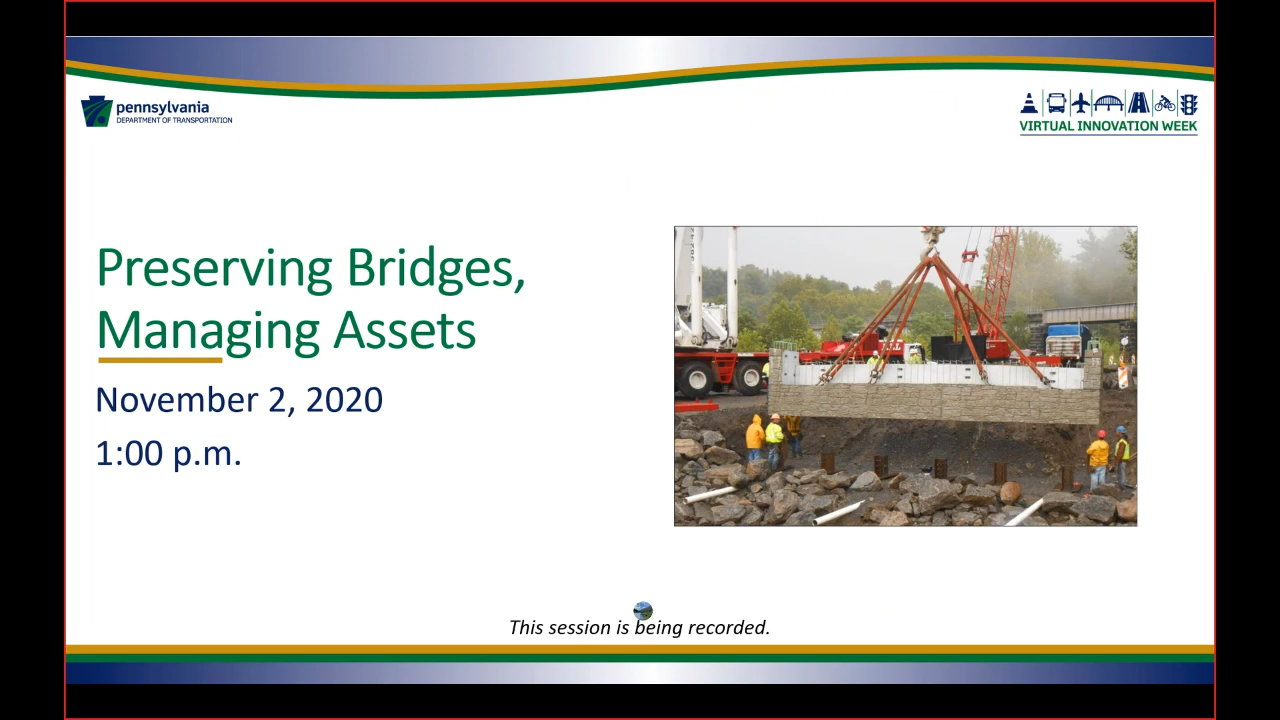 pennsylvania
DEPARTMENT OF TRANSPORTATION
VIRTUAL INNOVATION WEEK
Preserving Bridges,
Managing Assets
November 2, 2020
1:00 p.m.
This session is being recorded.